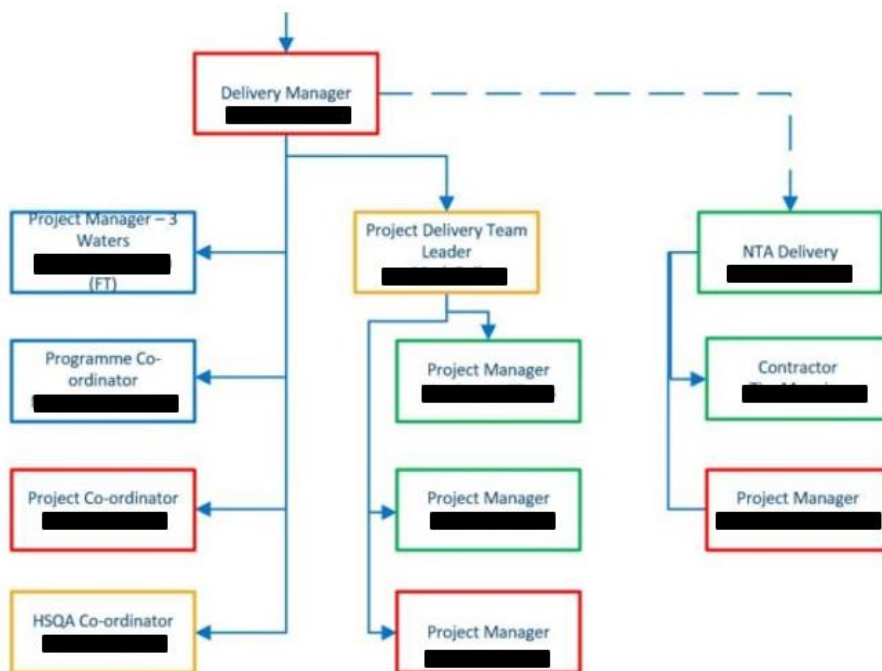 Delivery Manager
Project Manager – 3
Waters
(FT)
Project Delivery Team
Leader
NTA Delivery
Programme Co-
ordinator
Project Manager
Contractor
Project Co-ordinator
Project Manager
Project Manager
HSQA Co-ordinator
Project Manager